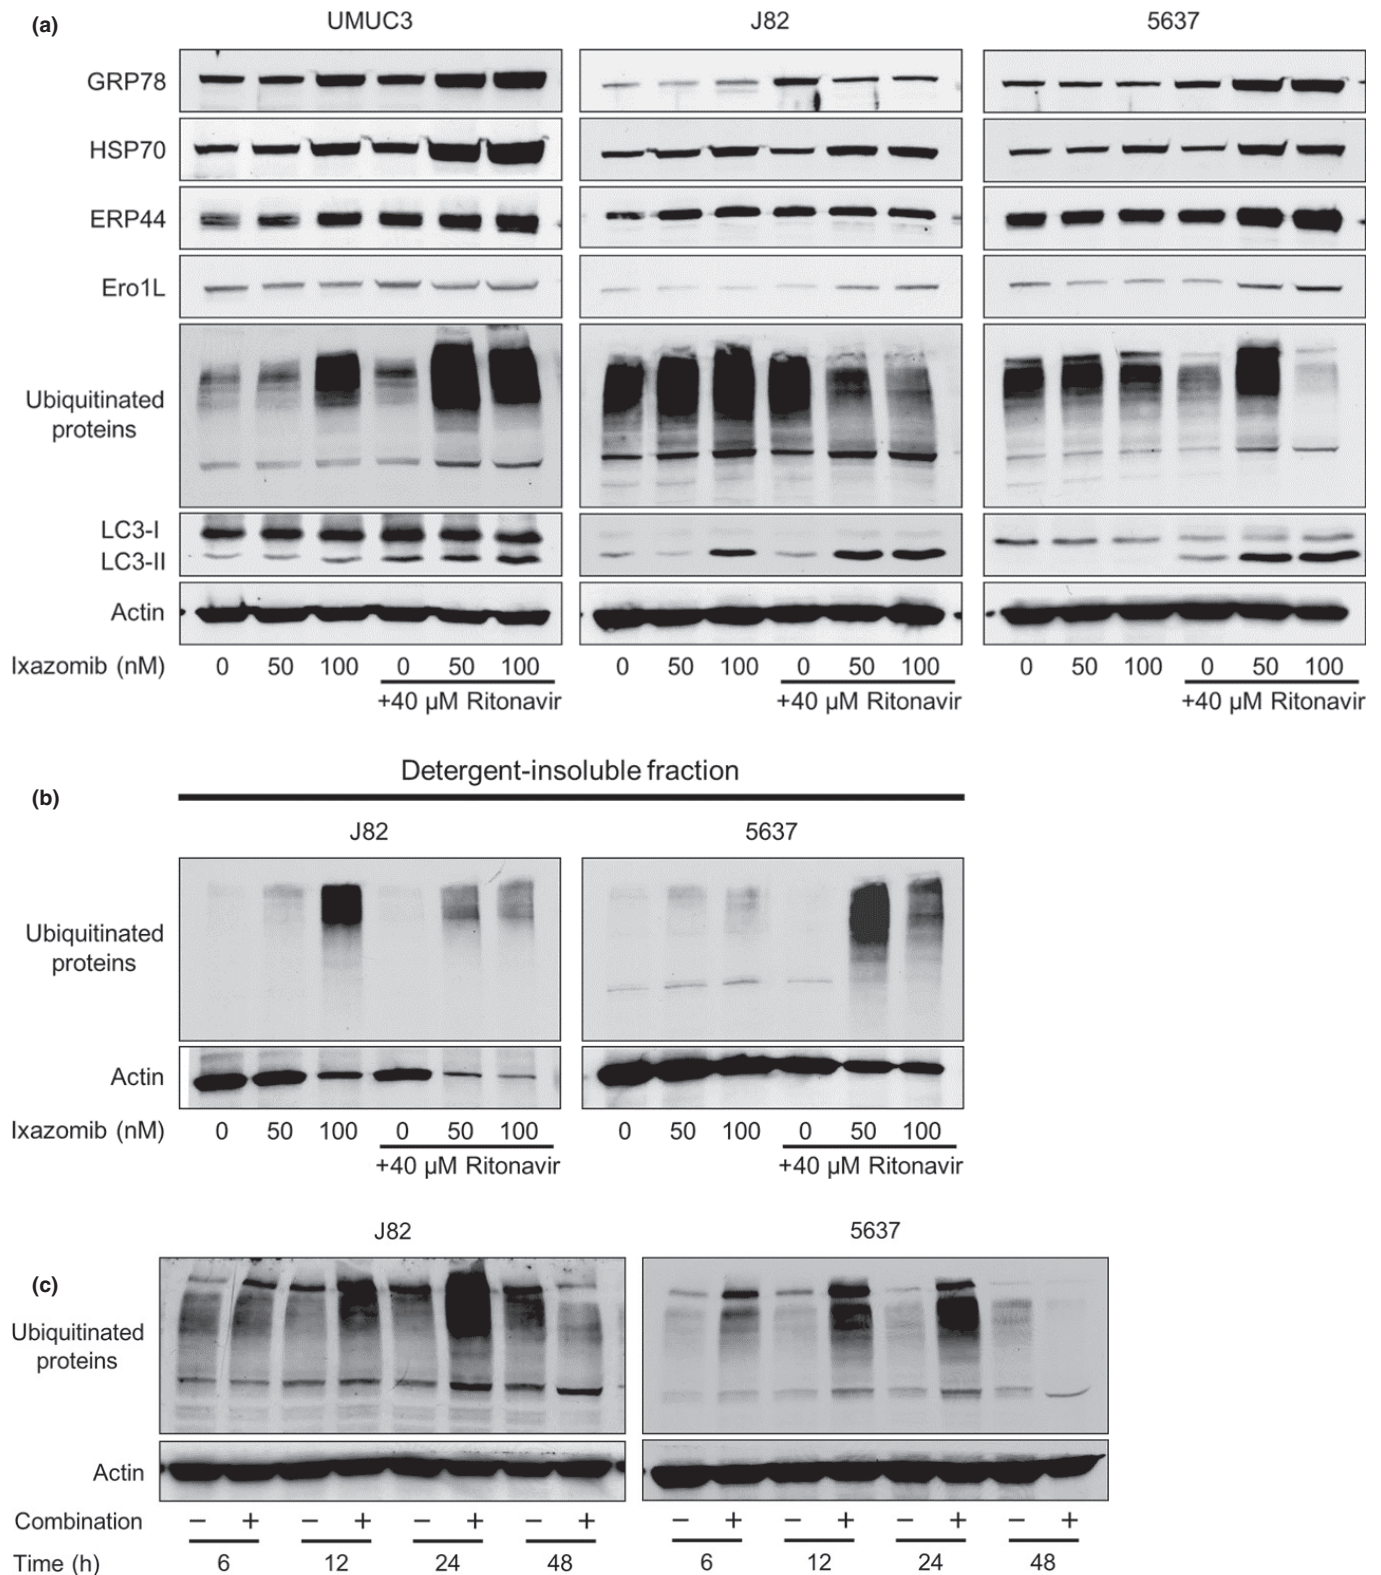 (a)
UMUC3 J82 5637
GRP78
HSP70
ERP44
Ero1L
Ubiquitinated
proteins
LC3-I
LC3-II
Actin
Ixazomib (nM) 0 50 100 0 50 100 0 50 100 0 50 100 0 50 100 0 50 100
+40 µM Ritonavir +40 µM Ritonavir +40 µM Ritonavir
Detergent-insoluble fraction
(b)
J82 5637
Ubiquitinated
proteins
Actin
Ixazomib (nM) 0 50 100 0 50 100 0 50 100 0 50 100
+40 µM Ritonavir +40 µM Ritonavir
J82 5637
(c)
Ubiquitinated
proteins
Actin
Combination − + − + − + − + − + − + − + − +
Time (h) 6 12 24 48 6 12 24 48